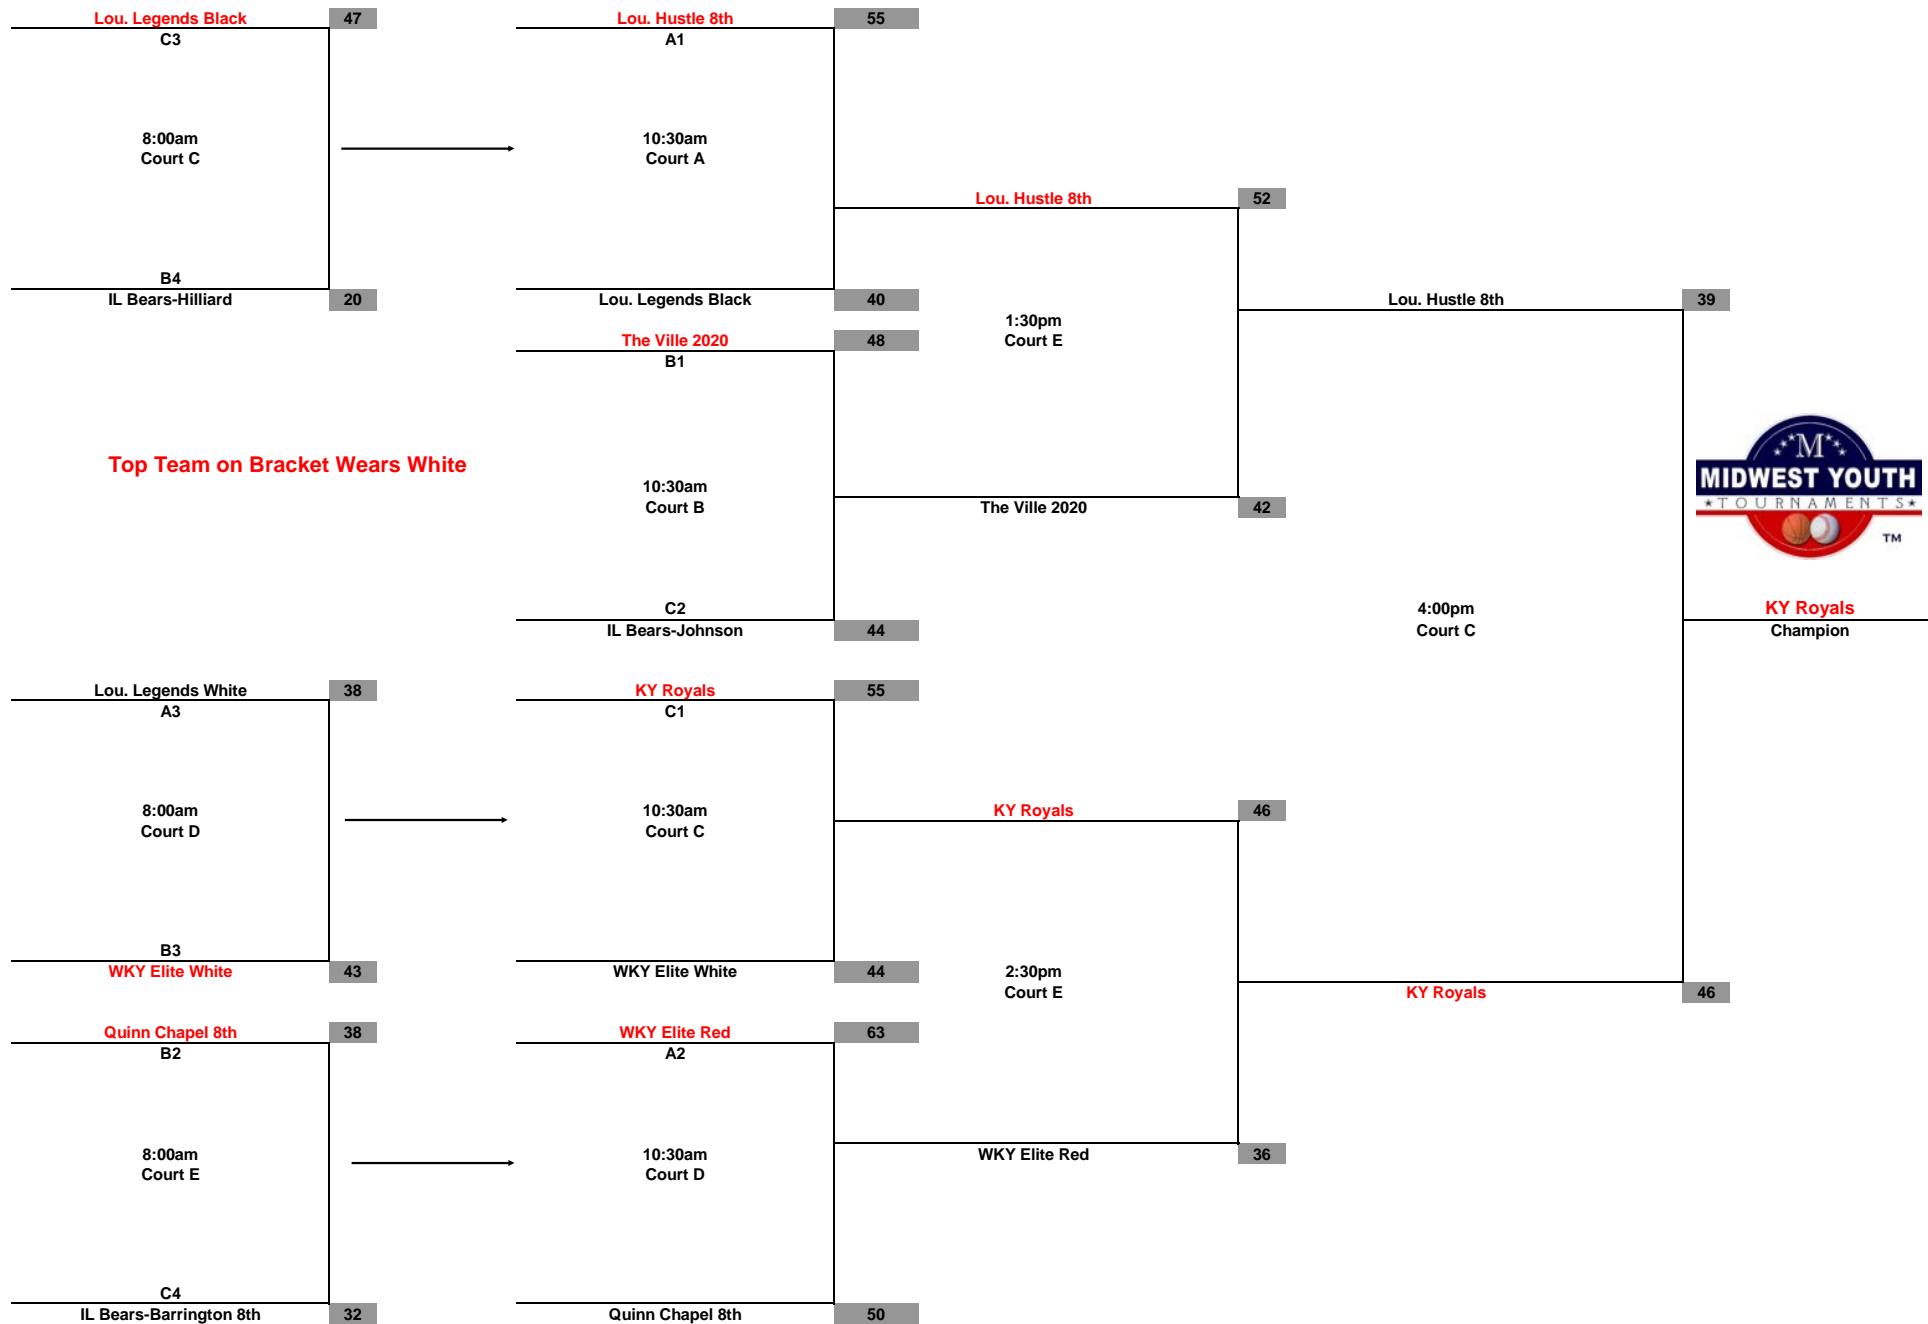 Lou. Legends Black 47
C3
8:00am
Court C
B4
IL Bears-Hilliard 20
Lou. Hustle 8th 55
A1
10:30am
Court A
Lou. Legends Black 40
The Ville 2020 48
B1
10:30am
Court B
C2
IL Bears-Johnson 44
Top Team on Bracket Wears White
Lou. Legends White 38
A3
8:00am
Court D
B3
WKY Elite White 43
KY Royals 55
C1
10:30am
Court C
WKY Elite White 44
Quinn Chapel 8th 38
B2
8:00am
Court E
C4
IL Bears-Barrington 8th 32
WKY Elite Red 63
A2
10:30am
Court D
Quinn Chapel 8th 50
Lou. Hustle 8th 52
1:30pm
Court E
The Ville 2020 42
KY Royals 46
2:30pm
Court E
WKY Elite Red 36
Lou. Hustle 8th 39
4:00pm
Court C
KY Royals 46
M
MIDWEST YOUTH
TOURNAMENTS
TM
KY Royals
Champion